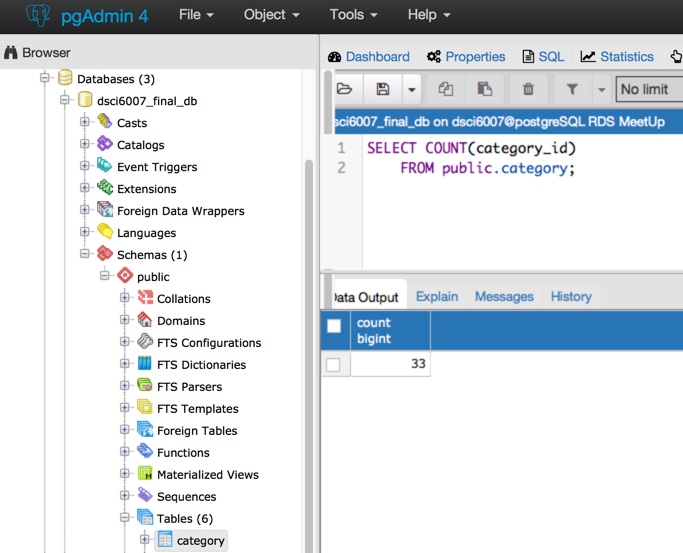 pgAdmin 4 File Object Tools Help
Browser
Dashboard Properties SQL Statistics
Databases (3)
dsci6007_final_db
Casts
Catalogs
Event Triggers
Extensions
Foreign Data Wrappers
Languages
Schemas (1)
public
Collations
Domains
FTS Configurations
FTS Dictionaries
FTS Parsers
FTS Templates
Foreign Tables
Functions
Materialized Views
Sequences
Tables (6)
category
No limit
sci6007_final_db on dsci6007@postgreSQL RDS MeetUp
1 SELECT COUNT(category_id)
2 FROM public.category;
Data Output Explain Messages History
count
bigint
33